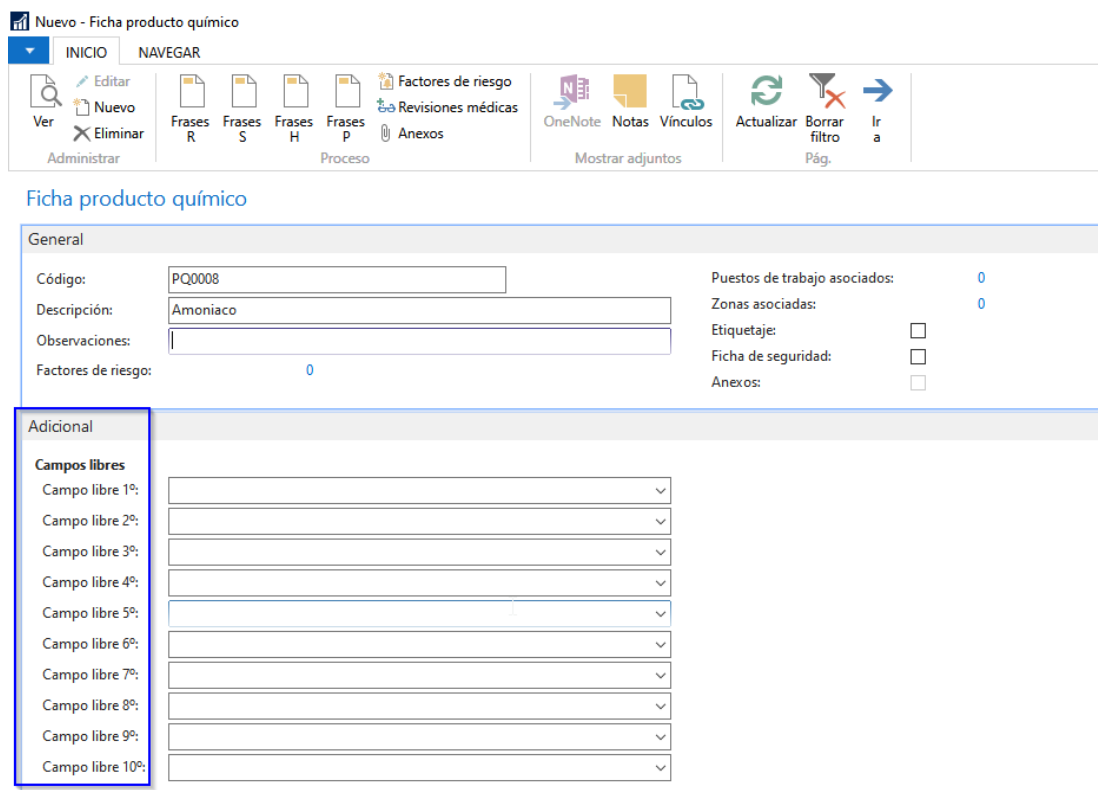 Nuevo - Ficha producto químico
INICIO NAVEGAR
Ver
Editar
Nuevo
Eliminar
Administrar
Frases R
Frases S
Frases H
Frases P
Factores de riesgo
Revisiones médicas
Anexos
Proceso
OneNote
Notas
Vínculos
Mostrar adjuntos
Actualizar
Borrar filtro
Ir a
Pág.
Ficha producto químico
General
Código: PQ0008
Descripción: Amoniaco
Observaciones:
Factores de riesgo: 0
Puestos de trabajo asociados: 0
Zonas asociadas: 0
Etiquetaje:
Ficha de seguridad:
Anexos:
Adicional
Campos libres
Campo libre 1º:
Campo libre 2º:
Campo libre 3º:
Campo libre 4º:
Campo libre 5º:
Campo libre 6º:
Campo libre 7º:
Campo libre 8º:
Campo libre 9º:
Campo libre 10º: